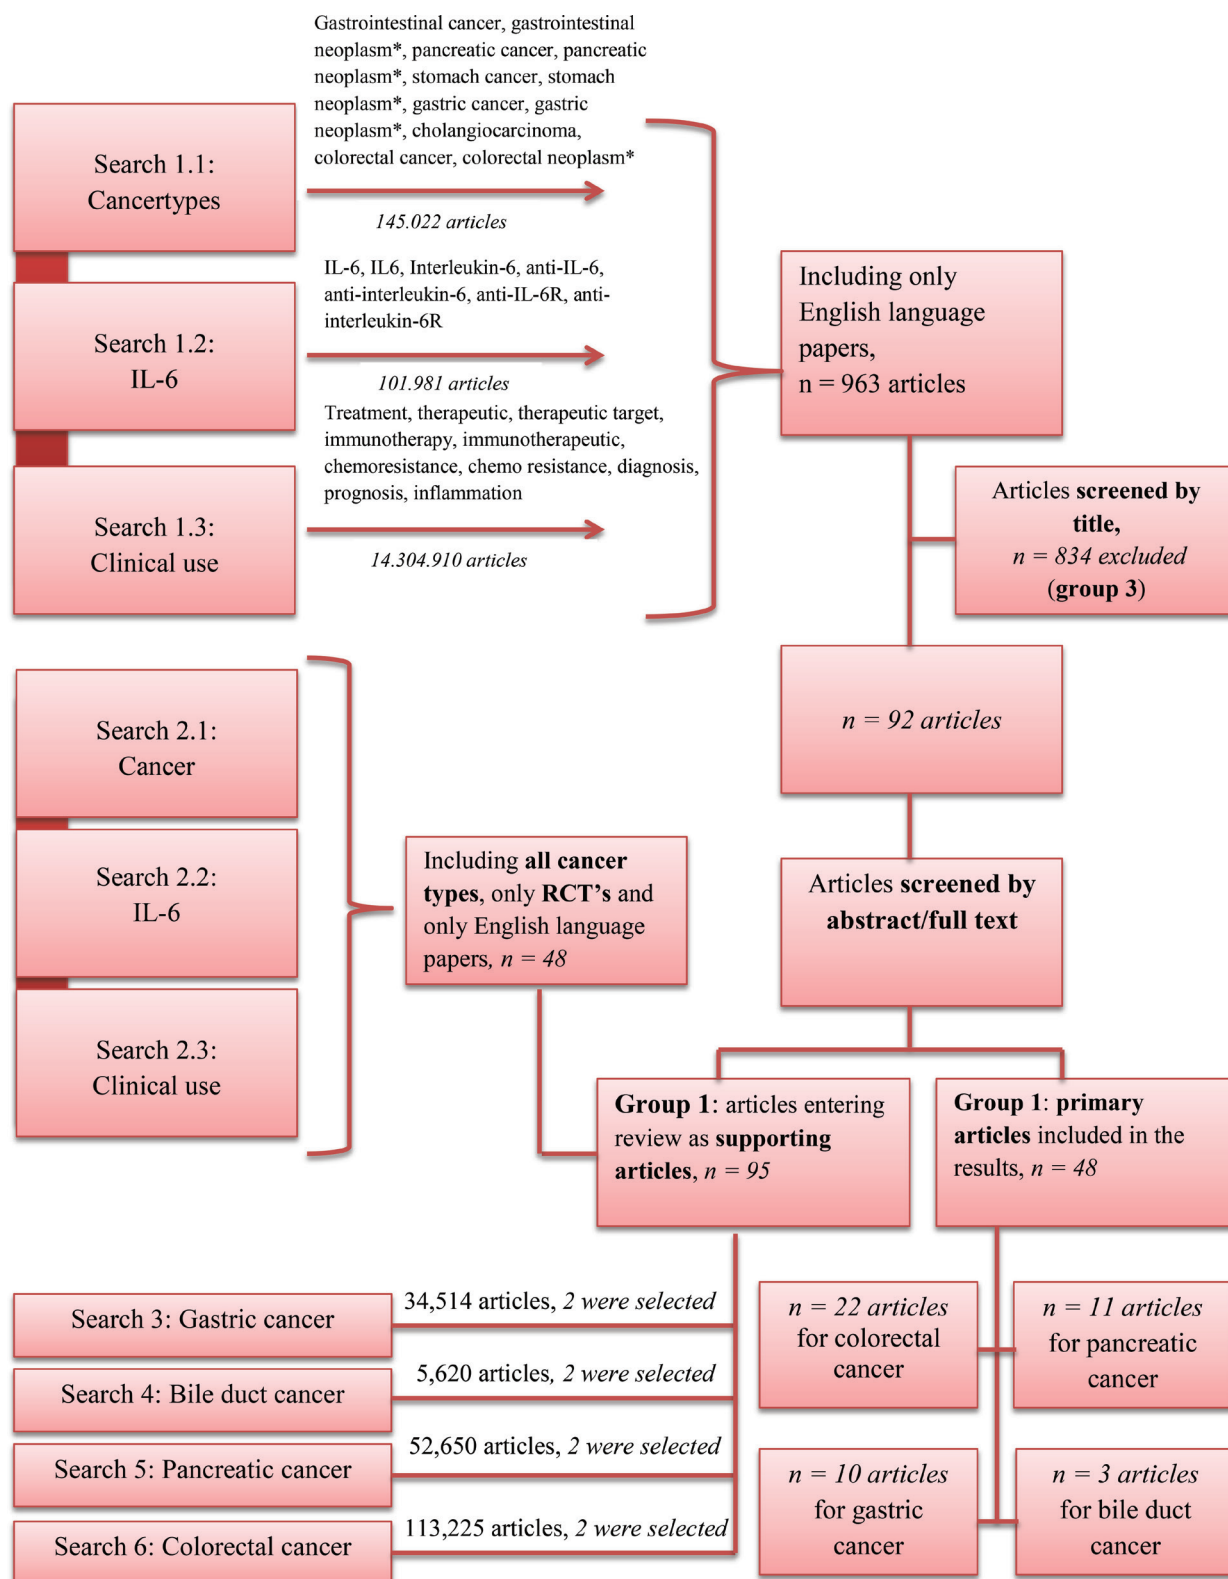 Gastrointestinal cancer, gastrointestinal
neoplasm*, pancreatic cancer, pancreatic
neoplasm*, stomach cancer, stomach
neoplasm*, gastric cancer, gastric
neoplasm*, cholangiocarcinoma,
colorectal cancer, colorectal neoplasm*
Search 1.1:
Cancertypes
145.022 articles
IL-6, IL6, Interleukin-6, anti-IL-6,
anti-interleukin-6, anti-IL-6R, anti-
interleukin-6R
Search 1.2:
IL-6
101.981 articles
Treatment, therapeutic, therapeutic target,
immunotherapy, immunotherapeutic,
chemoresistance, chemo resistance, diagnosis,
prognosis, inflammation
Search 1.3:
Clinical use
14.304.910 articles
Including only
English language
papers,
n = 963 articles
Articles screened by
title,
n = 834 excluded
(group 3)
n = 92 articles
Articles screened by
abstract/full text
Search 2.1:
Cancer
Search 2.2:
IL-6
Search 2.3:
Clinical use
Including all cancer
types, only RCT's and
only English language
papers, n = 48
Group 1: articles entering
review as supporting
articles, n = 95
Group 1: primary
articles included in the
results, n = 48
Search 3: Gastric cancer
34,514 articles, 2 were selected
Search 4: Bile duct cancer
5,620 articles, 2 were selected
Search 5: Pancreatic cancer
52,650 articles, 2 were selected
Search 6: Colorectal cancer
113,225 articles, 2 were selected
n = 22 articles
for colorectal
cancer
n = 11 articles
for pancreatic
cancer
n = 10 articles
for gastric
cancer
n = 3 articles
for bile duct
cancer